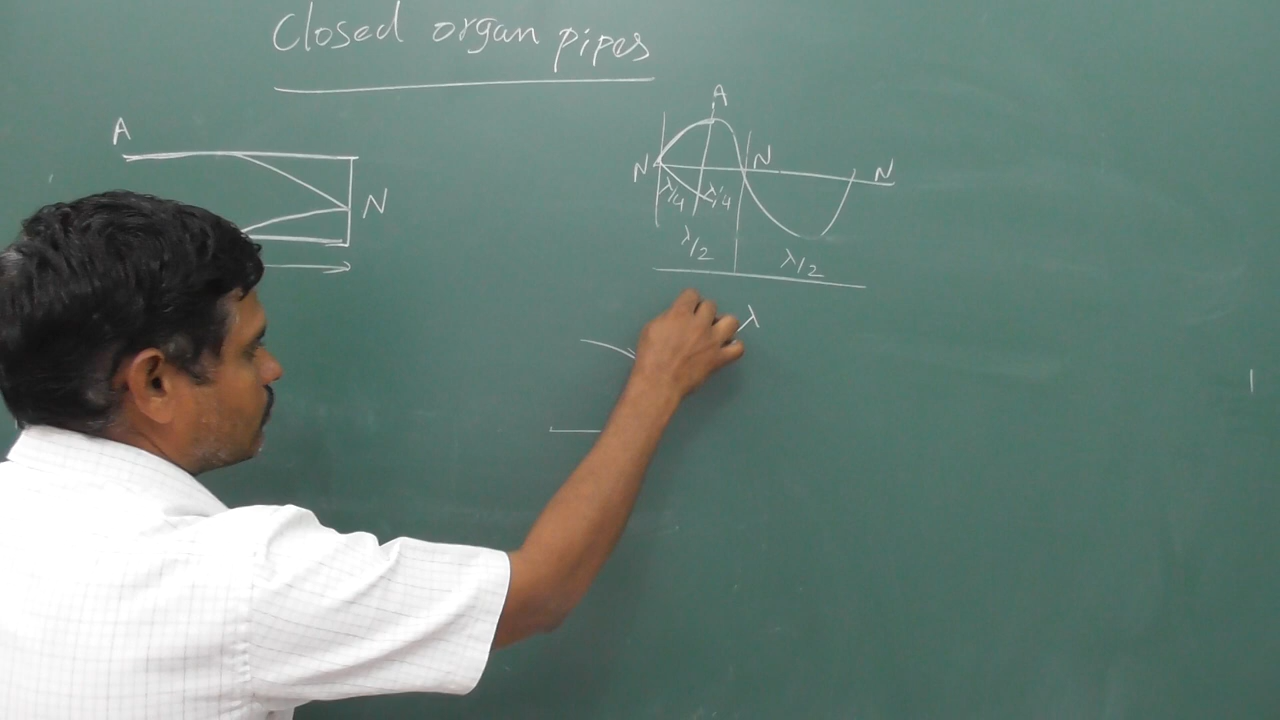 Closed organ pipes
A
N
A
N N N
λ/4 λ/4
λ/2 λ/2
λ